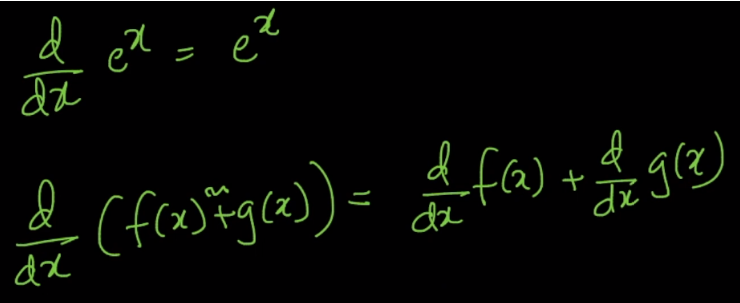 d/dx e^x = e^x
d/dx (f(x) + g(x)) = d/dx f(x) + d/dx g(x)